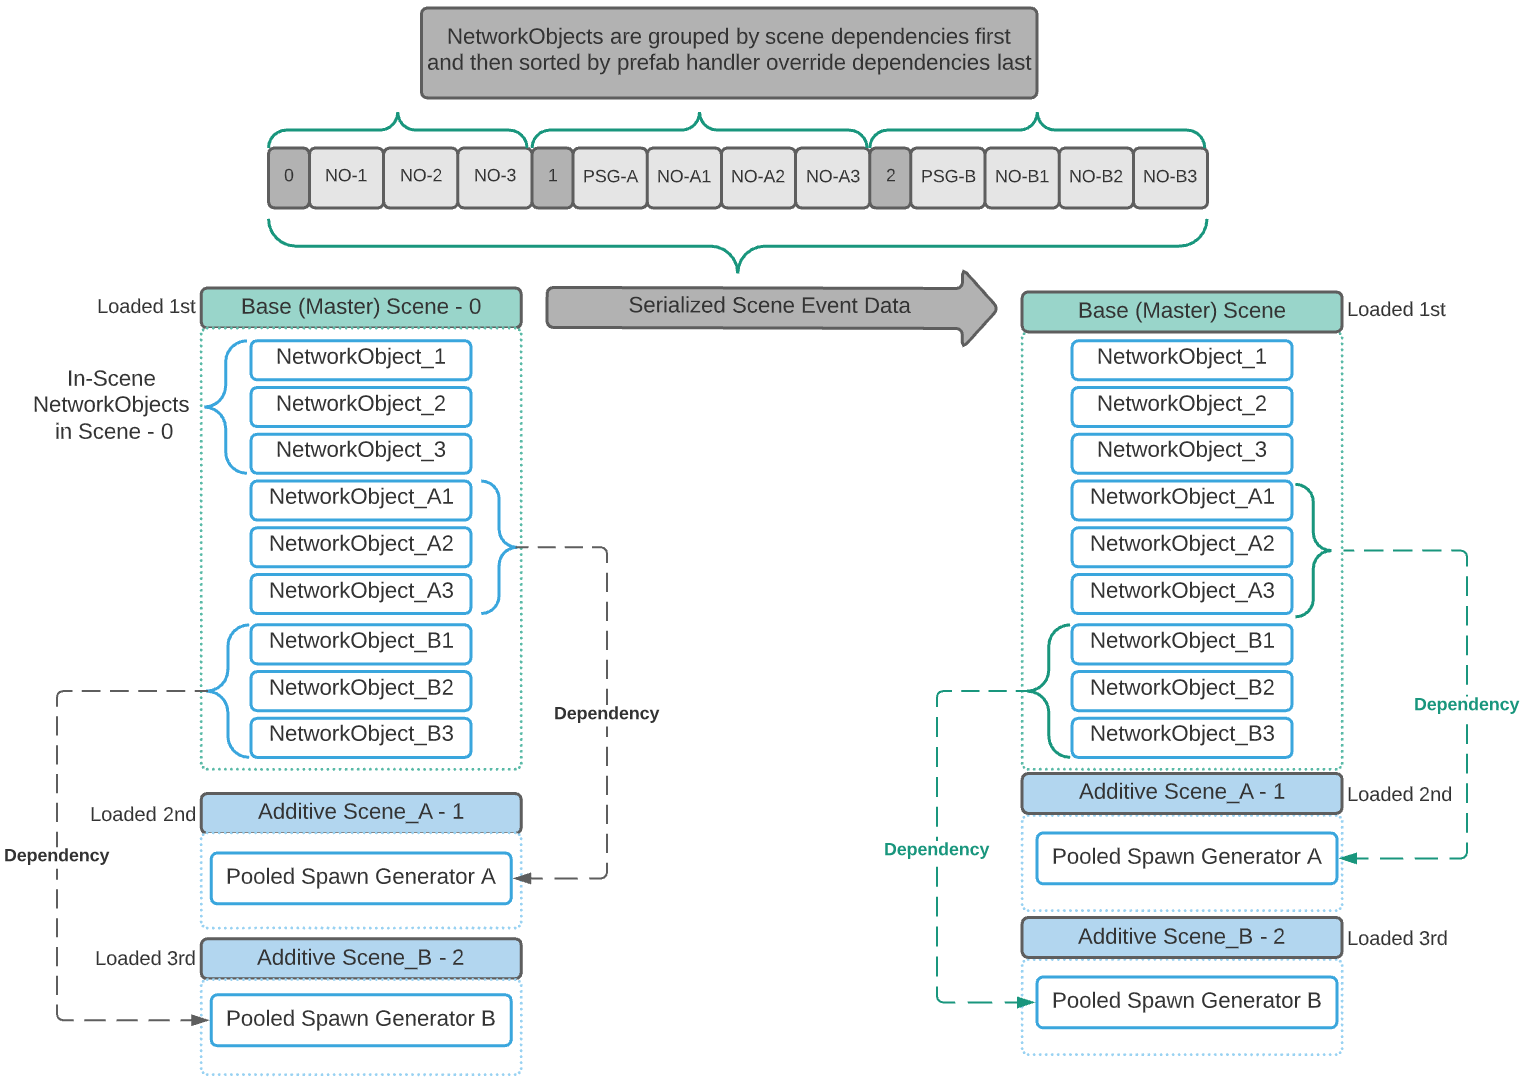 NetworkObjects are grouped by scene dependencies first
and then sorted by prefab handler override dependencies last
0 NO-1 NO-2 NO-3 1 PSG-A NO-A1 NO-A2 NO-A3 2 PSG-B NO-B1 NO-B2 NO-B3
Loaded 1st
Base (Master) Scene - 0
Serialized Scene Event Data
Base (Master) Scene
Loaded 1st
In-Scene
NetworkObjects
in Scene - 0
NetworkObject_1
NetworkObject_2
NetworkObject_3
NetworkObject_A1
NetworkObject_A2
NetworkObject_A3
NetworkObject_B1
NetworkObject_B2
NetworkObject_B3
Dependency
Loaded 2nd
Additive Scene_A - 1
Dependency
Pooled Spawn Generator A
Loaded 3rd
Additive Scene_B - 2
Pooled Spawn Generator B
NetworkObject_1
NetworkObject_2
NetworkObject_3
NetworkObject_A1
NetworkObject_A2
NetworkObject_A3
NetworkObject_B1
NetworkObject_B2
NetworkObject_B3
Dependency
Additive Scene_A - 1
Loaded 2nd
Dependency
Pooled Spawn Generator A
Additive Scene_B - 2
Loaded 3rd
Pooled Spawn Generator B